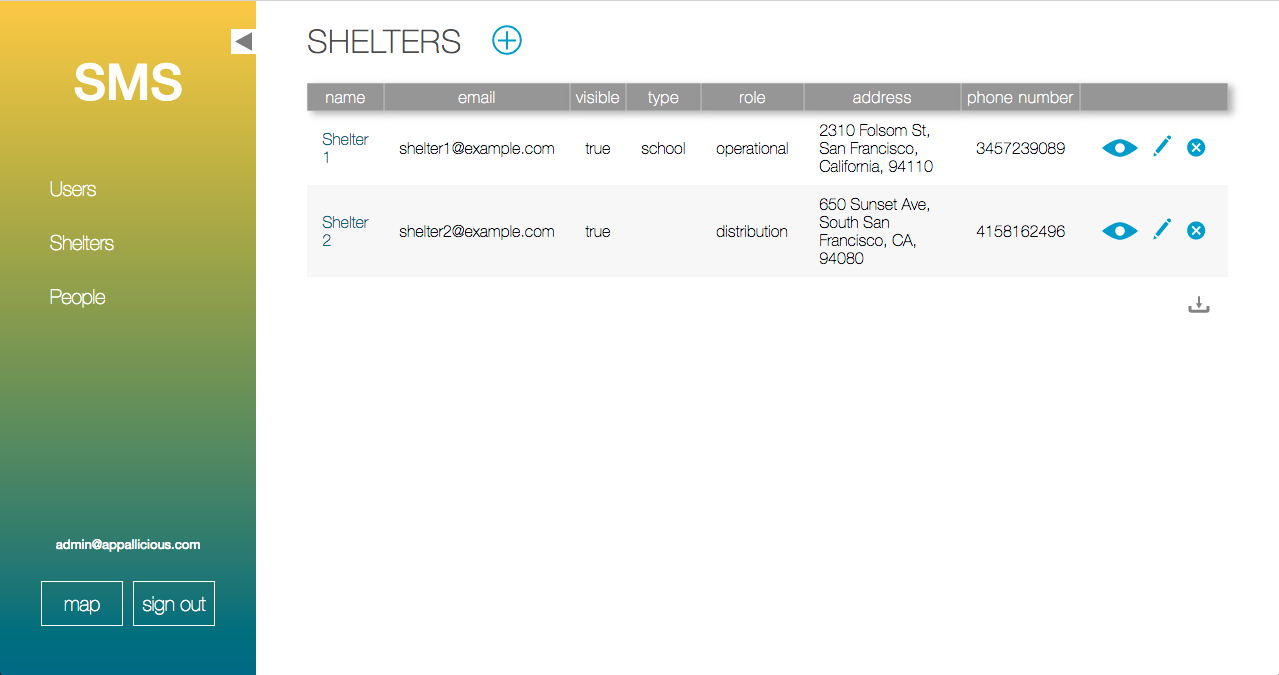 SMS
Users
Shelters
People
admin@appallicious.com
map
sign out
SHELTERS
name email visible type role address phone number
Shelter
1
shelter1@example.com true school operational
2310 Folsom St,
San Francisco,
California, 94110
3457239089
Shelter
2
shelter2@example.com true distribution
650 Sunset Ave,
South San
Francisco, CA,
94080
4158162496